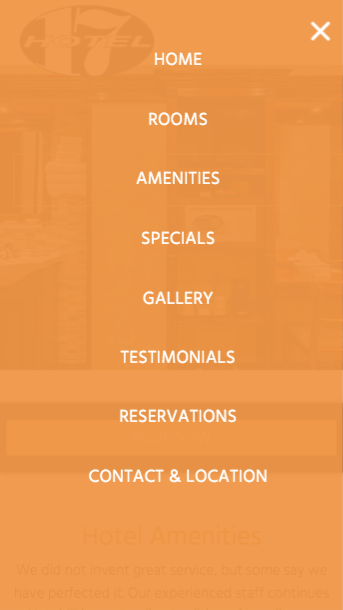 HOTEL
17
HOME
ROOMS
AMENITIES
SPECIALS
GALLERY
TESTIMONIALS
RESERVATIONS
CONTACT & LOCATION
Hotel Amenities
We did not invent great service, but some say we
have perfected it. Our experienced staff continues